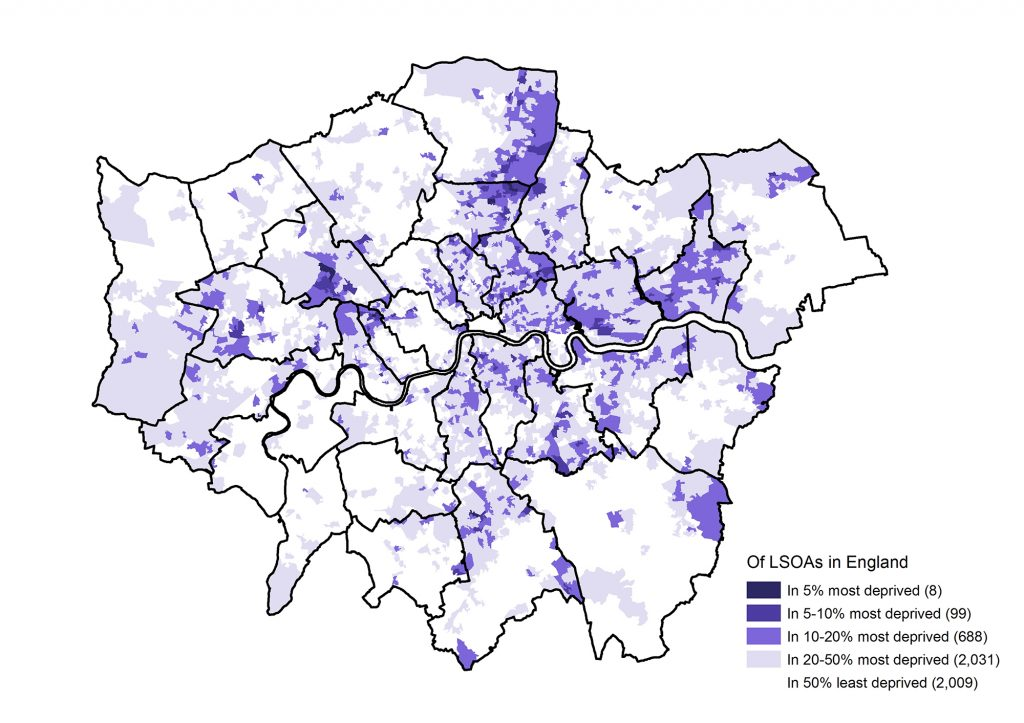 Of LSOAs in England
In 5% most deprived (8)
In 5-10% most deprived (99)
In 10-20% most deprived (688)
In 20-50% most deprived (2,031)
In 50% least deprived (2,009)